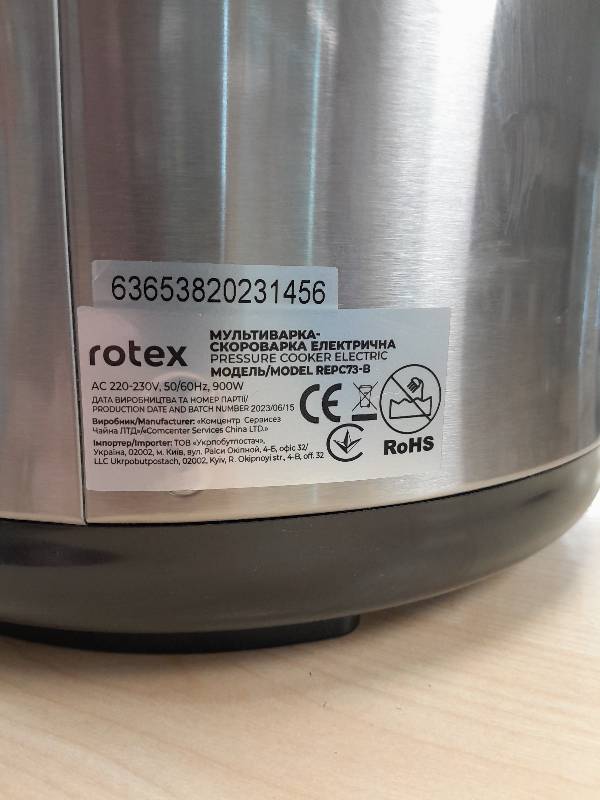 63653820231456
rotex
МУЛЬТИВАРКА-
СКОРОВАРКА ЕЛЕКТРИЧНА
PRESSURE COOKER ELECTRIC
МОДЕЛЬ/MODEL REPC73-B
AC 220-230V, 50/60Hz, 900W
ДАТА ВИРОБНИЦТВА ТА НОМЕР ПАРТІЇ/
PRODUCTION DATE AND BATCH NUMBER 2023/06/15
Виробник/Manufacturer: «Комцентр Сервисез
Чайна ЛТД»/«Comcenter Services China LTD.»
Імпортер/Importer: ТОВ «Укрпобутпостач»,
Україна, 02002, м. Київ, вул. Раїси Окіпной, 4-Б, офіс 32/
LLC Ukrpobutpostach, 02002, Kyiv, R. Okipnoyi str., 4-B, off. 32
CE
RoHS